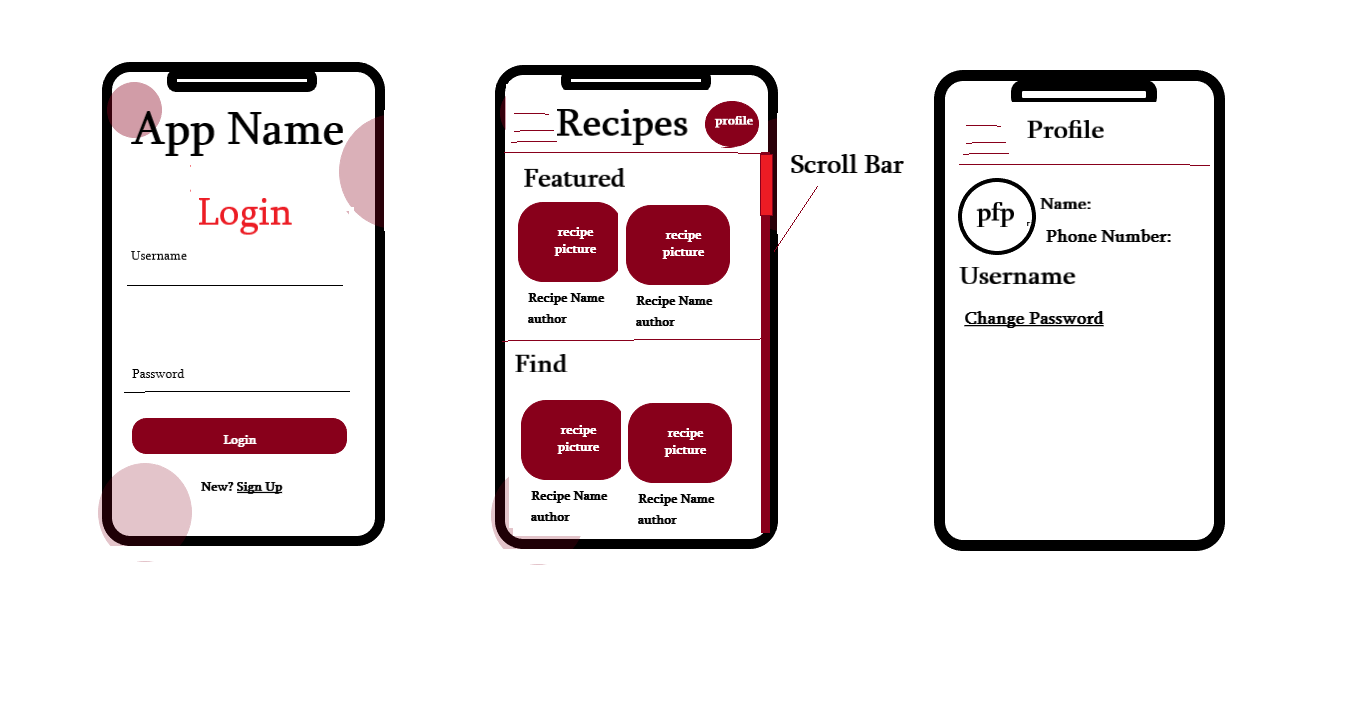 App Name
Login
Username
Password
Login
New? Sign Up
Recipes
profile
Scroll Bar
Featured
recipe
picture
recipe
picture
Recipe Name
author
Recipe Name
author
Find
recipe
picture
recipe
picture
Recipe Name
author
Recipe Name
author
Profile
pfp
Name:
Phone Number:
Username
Change Password